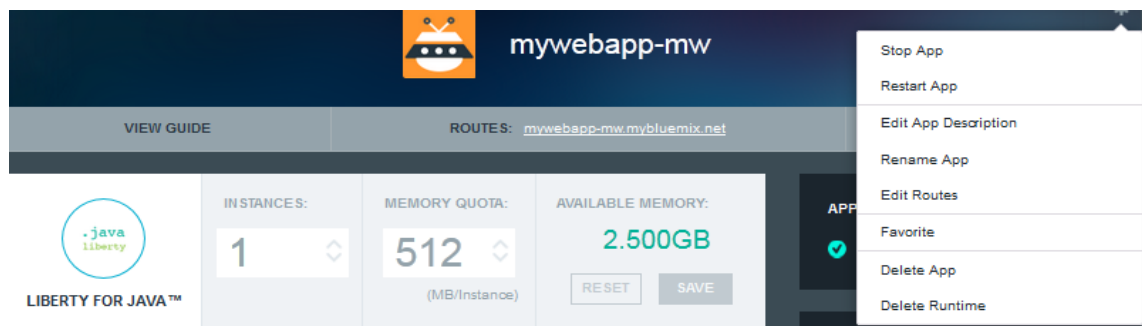 mywebapp-mw
VIEW GUIDE
ROUTES: mywebapp-mw.mybluemix.net
.java
liberty
LIBERTY FOR JAVA™
INSTANCES:
1
MEMORY QUOTA:
512
(MB/Instance)
AVAILABLE MEMORY:
2.500GB
RESET
SAVE
APP
Stop App
Restart App
Edit App Description
Rename App
Edit Routes
Favorite
Delete App
Delete Runtime